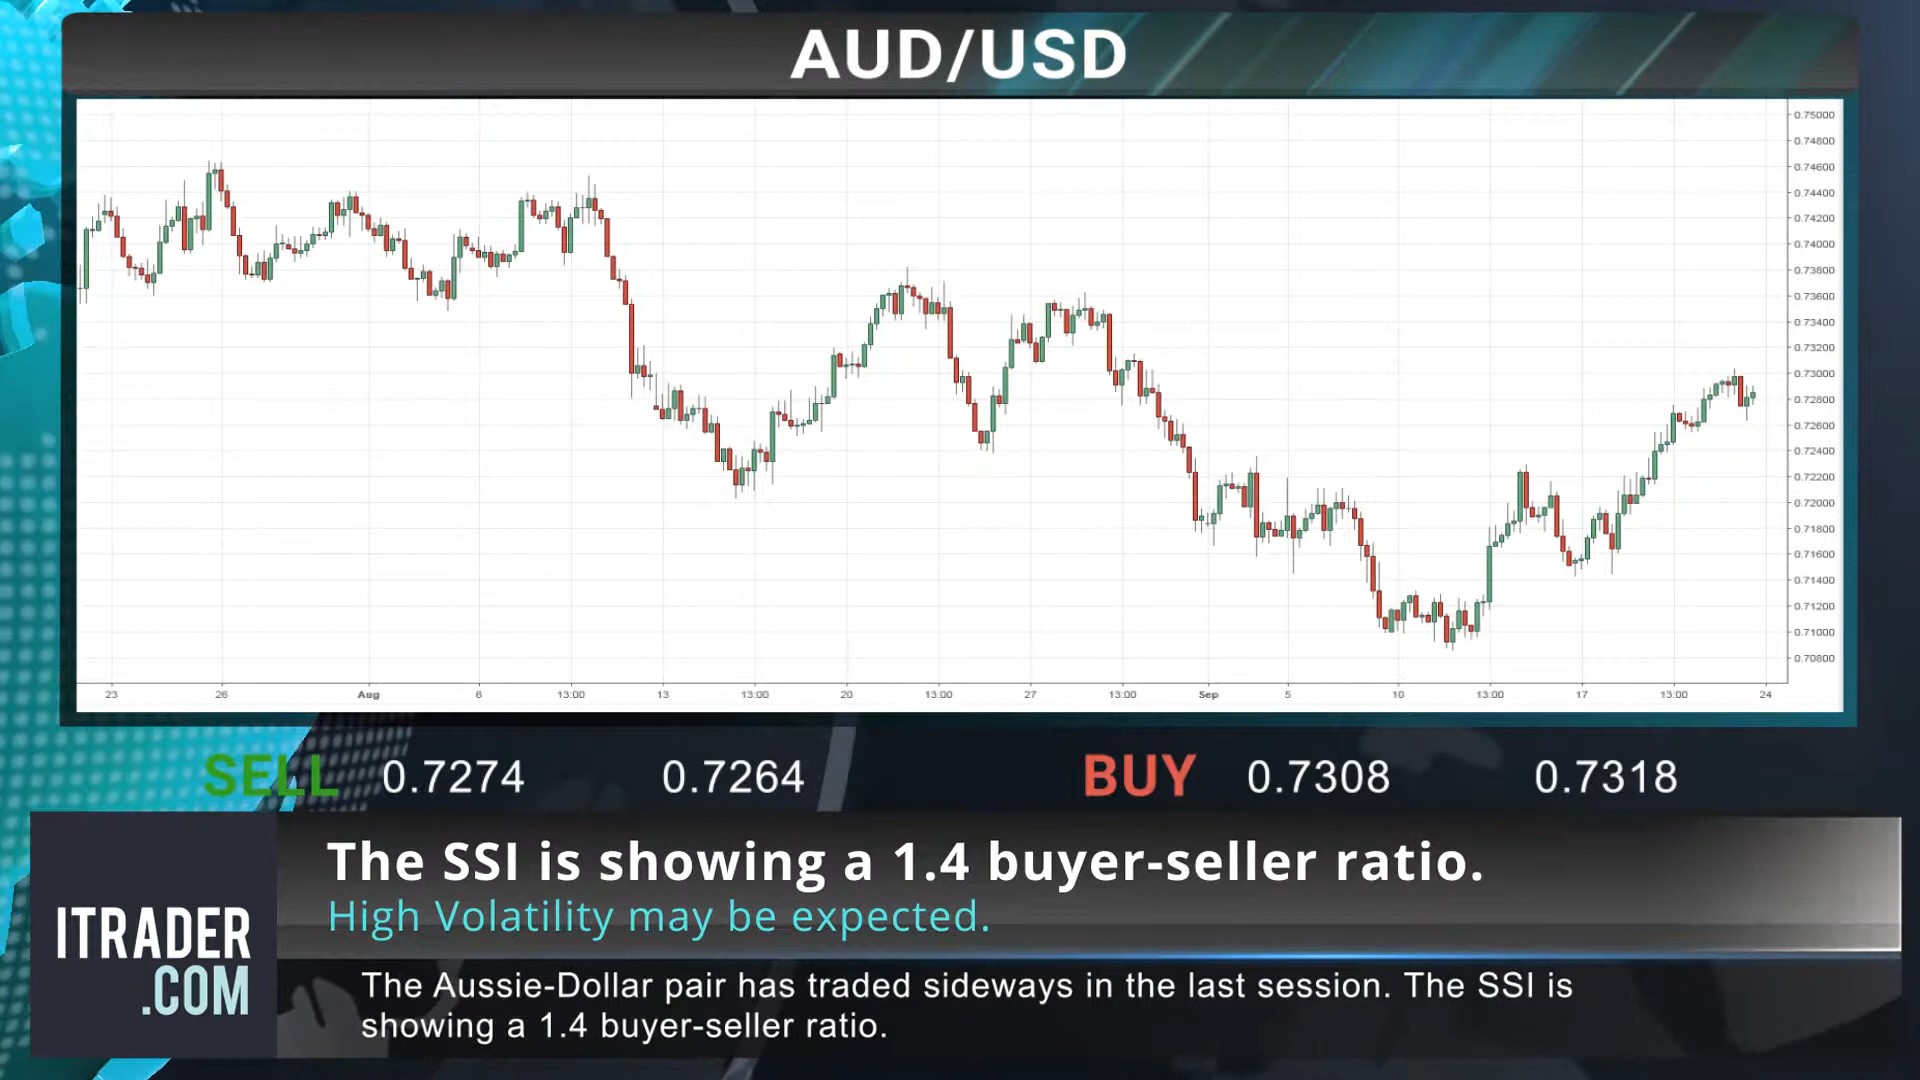 AUD/USD
0.75000
0.74800
0.74600
0.74400
0.74200
0.74000
0.73800
0.73600
0.73400
0.73200
0.73000
0.72800
0.72600
0.72400
0.72200
0.72000
0.71800
0.71600
0.71400
0.71200
0.71000
0.70800
23 26 Aug 6 13:00 13 13:00 20 13:00 27 13:00 Sep 5 10 13:00 17 13:00 24
SELL 0.7274 0.7264 BUY 0.7308 0.7318
The SSI is showing a 1.4 buyer-seller ratio.
High Volatility may be expected.
ITRADER
.COM
The Aussie-Dollar pair has traded sideways in the last session. The SSI is
showing a 1.4 buyer-seller ratio.